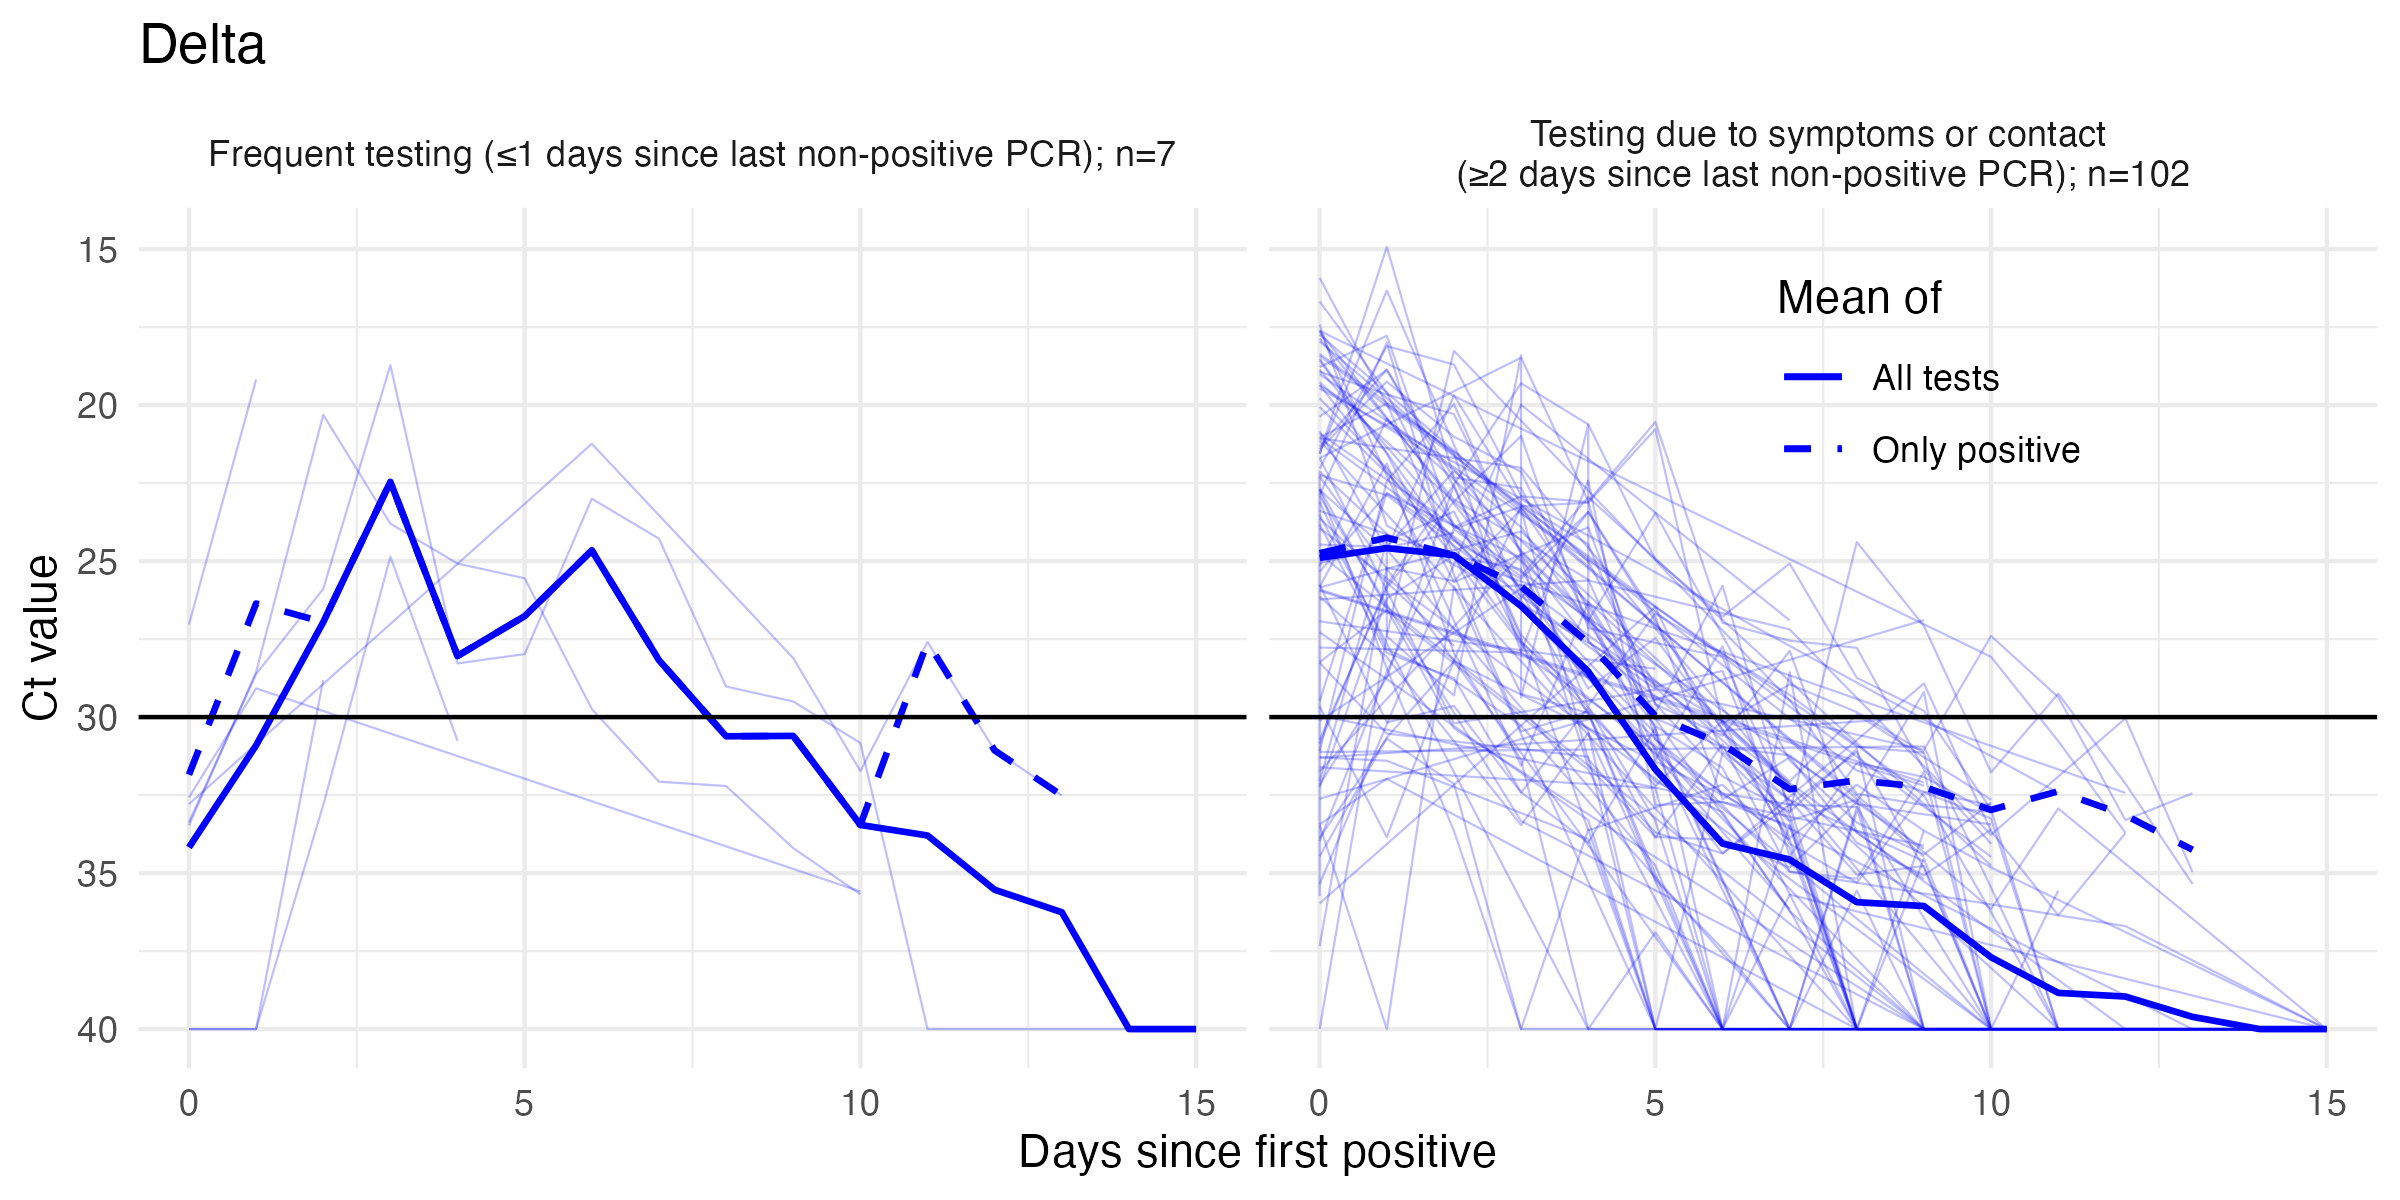 Delta
Frequent testing (≤1 days since last non-positive PCR); n=7
Testing due to symptoms or contact
(≥2 days since last non-positive PCR); n=102
Mean of
All tests
Only positive
Ct value
15
20
25
30
35
40
0 5 10 15
0 5 10 15
Days since first positive